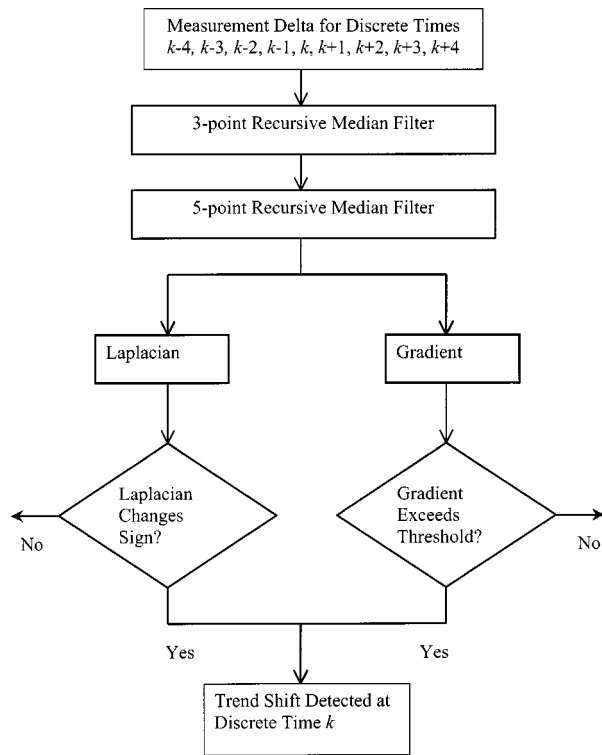 Measurement Delta for Discrete Times
k-4, k-3, k-2, k-1, k, k+1, k+2, k+3, k+4
3-point Recursive Median Filter
5-point Recursive Median Filter
Laplacian
Gradient
Laplacian
Changes
Sign?
Gradient
Exceeds
Threshold?
No
No
Yes
Yes
Trend Shift Detected at
Discrete Time k